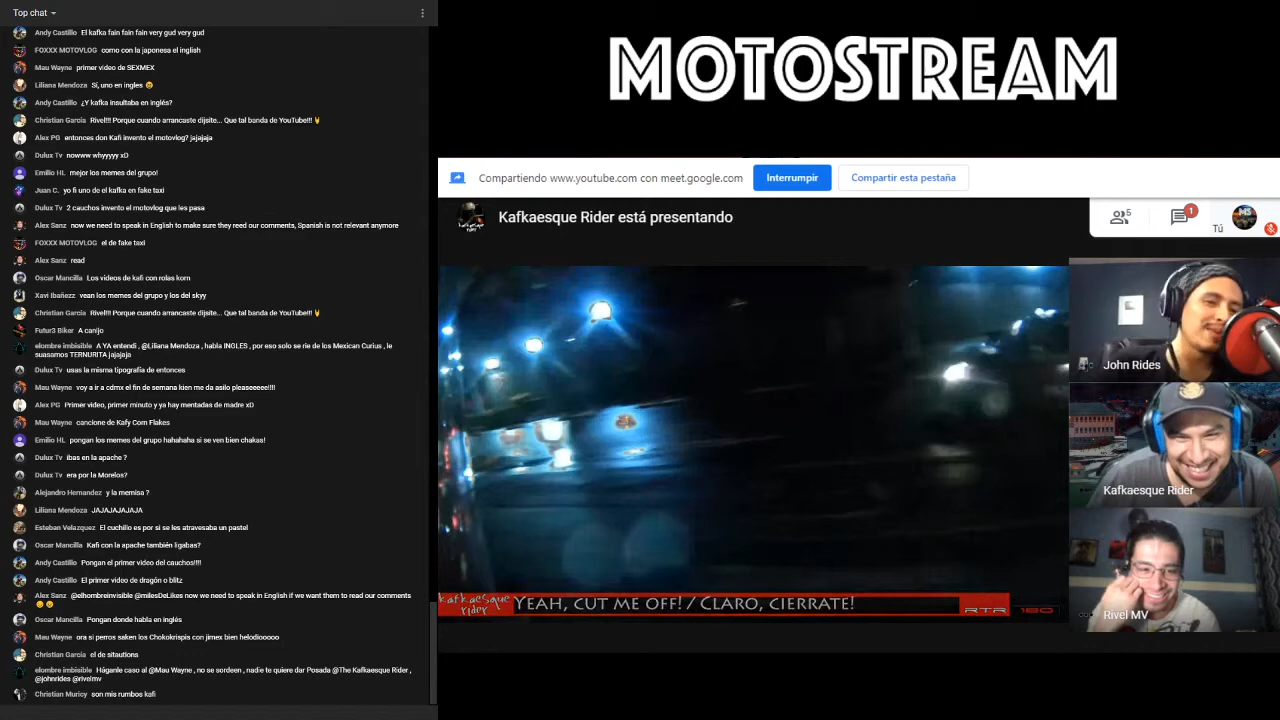 Top chat
Andy Castillo El kafka fain fain fain very gud very gud
FOXXX MOTOVLOG como con la japonesa el inglish
Mau Wayne primer video de SEXMEX
Liliana Mendoza Sí, uno en ingles
Andy Castillo ¿Y kafka insultaba en inglés?
Christian García Rivel!!! Porque cuando arrancaste dijsite... Que tal banda de YouTube!!!
Alex PG entonces don Kafi invento el motovlog? jajajaja
Dulux Tv nowww whyyyyy xD
Emilio HL mejor los memes del grupo!
Juan C. yo fi uno de el kafka en fake taxi
Dulux Tv 2 cauchos invento el motovlog que les pasa
Alex Sanz now we need to speak in English to make sure they reed our comments, Spanish is not relevant anymore
FOXXX MOTOVLOG el de fake taxi
Alex Sanz read
Oscar Mancilla Los videos de kafi con rolas korn
Xavi Ibañezz vean los memes del grupo y los del skyy
Christian García Rivel!!! Porque cuando arrancaste dijsite... Que tal banda de YouTube!!!
Futur3 Biker A canijo
elombre imbisible A YA entendi , @Liliana Mendoza , habla INGLES , por eso solo se rie de los Mexican Curius , le
suasamos TERNURITA jajajaja
Dulux Tv usas la misma tipografía de entonces
Mau Wayne voy a ir a cdmx el fin de semana kien me da asilo pleaseeeee!!!!
Alex PG Primer video, primer minuto y ya hay mentadas de madre xD
Mau Wayne cancione de Kafy Corn Flakes
Emilio HL pongan los memes del grupo hahahaha si se ven bien chakas!
Dulux Tv ibas en la apache ?
Dulux Tv era por la Morelos?
Alejandro Hernandez y la memisa ?
Liliana Mendoza JAJAJAJAJAJA
Esteban Velazquez El cuchillo es por si se les atravesaba un pastel
Oscar Mancilla Kafi con la apache también ligabas?
Andy Castillo Pongan el primer video del cauchos!!!!
Andy Castillo El primer video de dragón o blitz
Alex Sanz @elhombreinvisible @milesDeLikes now we need to speak in English if we want them to read our comments
Oscar Mancilla Pongan donde habla en inglés
Mau Wayne ora si perros saken los Chokokrispis con jimex bien helodiooooo
Christian García el de sitautions
elombre imbisible Háganle caso al @Mau Wayne , no se sordeen , nadie te quiere dar Posada @The Kafkaesque Rider ,
@johnrides @rivelmv
Christian Muricy son mis rumbos kafi
MOTOSTREAM
Compartiendo www.youtube.com con meet.google.com Interrumpir Compartir esta pestaña
Kafkaesque Rider está presentando
5
1
Tú
MS
John Rides
Kafkaesque Rider
Rivel MV
kafkaesque
rider
YEAH, CUT ME OFF! / CLARO, CIERRATE!
RTR 180